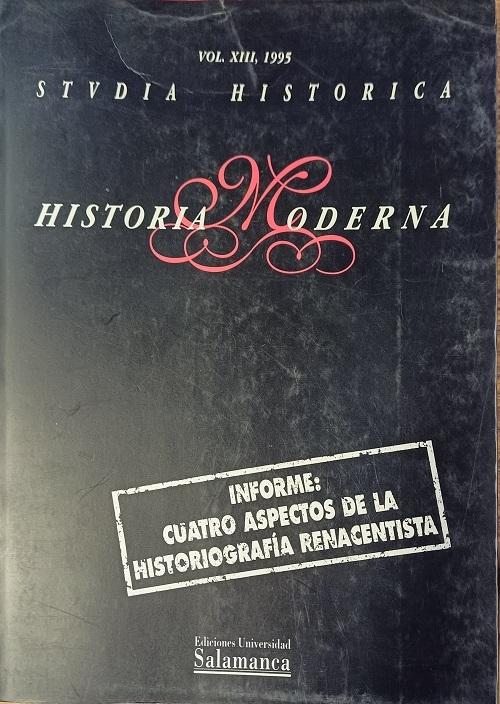 VOL. XIII, 1995
STVDIA HISTORICA
HISTORIA MODERNA
INFORME:
CUATRO ASPECTOS DE LA
HISTORIOGRAFÍA RENACENTISTA
Ediciones Universidad
Salamanca